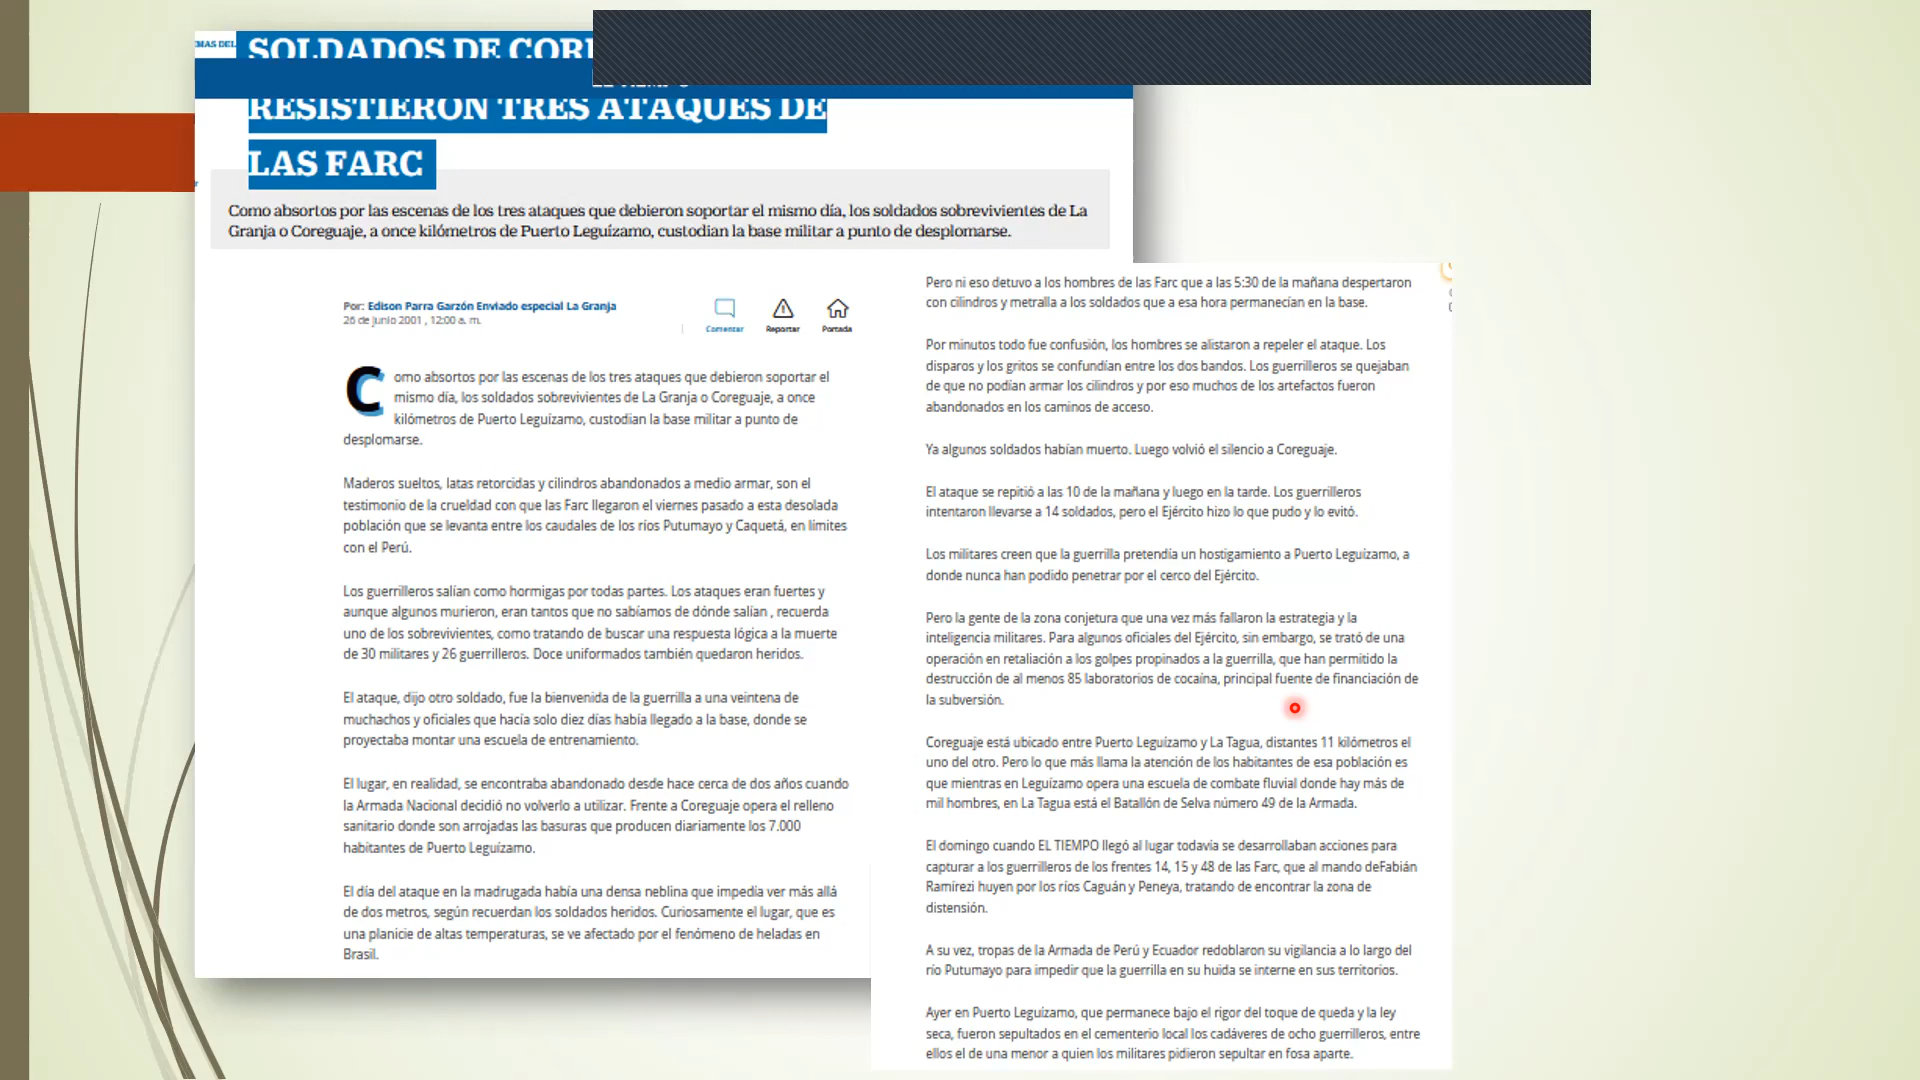 MAS DEL
SOLDADOS DE
RESISTIERON TRES ATAQUES DE
LAS FARC
Como absortos por las escenas de los tres ataques que debieron soportar el mismo día, los soldados sobrevivientes de La
Granja o Coreguaje, a once kilómetros de Puerto Leguízamo, custodian la base militar a punto de desplomarse.
Por: Edison Parra Garzón Enviado especial La Granja
26 de junio 2001 , 12:00 a. m.
Comentar Reportar Portada
Como absortos por las escenas de los tres ataques que debieron soportar el
mismo día, los soldados sobrevivientes de La Granja o Coreguaje, a once
kilómetros de Puerto Leguízamo, custodian la base militar a punto de
desplomarse.
Maderos sueltos, latas retorcidas y cilindros abandonados a medio armar, son el
testimonio de la crueldad con que las Farc llegaron el viernes pasado a esta desolada
población que se levanta entre los caudales de los ríos Putumayo y Caquetá, en límites
con el Perú.
Los guerrilleros salían como hormigas por todas partes. Los ataques eran fuertes y
aunque algunos murieron, eran tantos que no sabíamos de dónde salían , recuerda
uno de los sobrevivientes, como tratando de buscar una respuesta lógica a la muerte
de 30 militares y 26 guerrilleros. Doce uniformados también quedaron heridos.
El ataque, dijo otro soldado, fue la bienvenida de la guerrilla a una veintena de
muchachos y oficiales que hacía solo diez días había llegado a la base, donde se
proyectaba montar una escuela de entrenamiento.
El lugar, en realidad, se encontraba abandonado desde hace cerca de dos años cuando
la Armada Nacional decidió no volverlo a utilizar. Frente a Coreguaje opera el relleno
sanitario donde son arrojadas las basuras que producen diariamente los 7.000
habitantes de Puerto Leguízamo.
El día del ataque en la madrugada había una densa neblina que impedía ver más allá
de dos metros, según recuerdan los soldados heridos. Curiosamente el lugar, que es
una planicie de altas temperaturas, se ve afectado por el fenómeno de heladas en
Brasil.
Pero ni eso detuvo a los hombres de las Farc que a las 5:30 de la mañana despertaron
con cilindros y metralla a los soldados que a esa hora permanecían en la base.
Por minutos todo fue confusión, los hombres se alistaron a repeler el ataque. Los
disparos y los gritos se confundían entre los dos bandos. Los guerrilleros se quejaban
de que no podían armar los cilindros y por eso muchos de los artefactos fueron
abandonados en los caminos de acceso.
Ya algunos soldados habían muerto. Luego volvió el silencio a Coreguaje.
El ataque se repitió a las 10 de la mañana y luego en la tarde. Los guerrilleros
intentaron llevarse a 14 soldados, pero el Ejército hizo lo que pudo y lo evitó.
Los militares creen que la guerrilla pretendía un hostigamiento a Puerto Leguízamo, a
donde nunca han podido penetrar por el cerco del Ejército.
Pero la gente de la zona conjetura que una vez más fallaron la estrategia y la
inteligencia militares. Para algunos oficiales del Ejército, sin embargo, se trató de una
operación en retaliación a los golpes propinados a la guerrilla, que han permitido la
destrucción de al menos 85 laboratorios de cocaína, principal fuente de financiación de
la subversión.
Coreguaje está ubicado entre Puerto Leguízamo y La Tagua, distantes 11 kilómetros el
uno del otro. Pero lo que más llama la atención de los habitantes de esa población es
que mientras en Leguízamo opera una escuela de combate fluvial donde hay más de
mil hombres, en La Tagua está el Batallón de Selva número 49 de la Armada.
El domingo cuando EL TIEMPO llegó al lugar todavía se desarrollaban acciones para
capturar a los guerrilleros de los frentes 14, 15 y 48 de las Farc, que al mando deFabián
Ramirezi huyen por los ríos Caguán y Peneya, tratando de encontrar la zona de
distensión.
A su vez, tropas de la Armada de Perú y Ecuador redoblaron su vigilancia a lo largo del
río Putumayo para impedir que la guerrilla en su huida se interne en sus territorios.
Ayer en Puerto Leguízamo, que permanece bajo el rigor del toque de queda y la ley
seca, fueron sepultados en el cementerio local los cadáveres de ocho guerrilleros, entre
ellos el de una menor a quien los militares pidieron sepultar en fosa aparte.